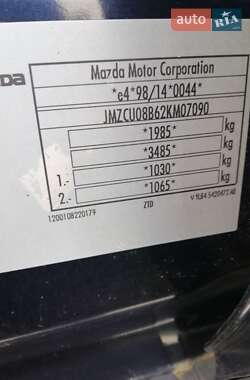 AUTO RIA
DA
Mazda Motor Corporation
*e4*98/14*0044*
JMZCU08B62KM07090
*1985* kg
*3485* kg
1.- *1030* kg
2.- *1065* kg
1200108220179 ZTD